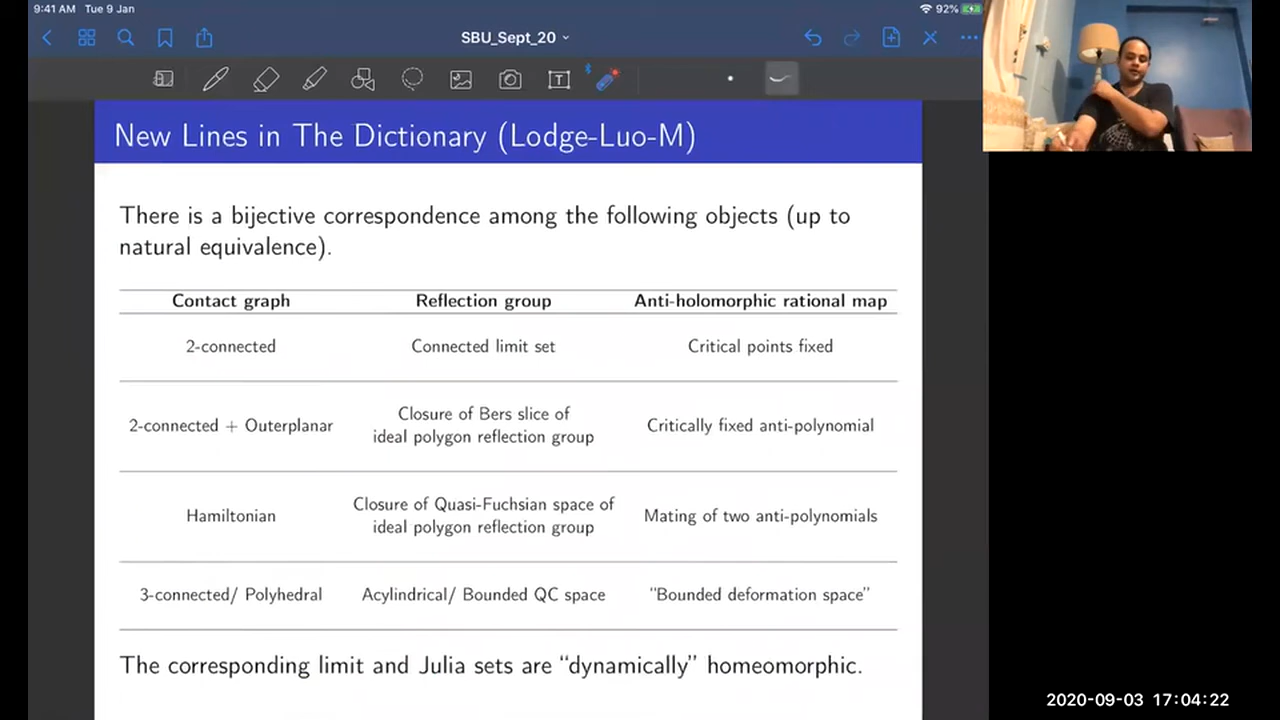 9:41 AM Tue 9 Jan
92%
SBU_Sept_20
T
New Lines in The Dictionary (Lodge-Luo-M)
There is a bijective correspondence among the following objects (up to
natural equivalence).
Contact graph Reflection group Anti-holomorphic rational map
2-connected Connected limit set Critical points fixed
2-connected + Outerplanar Closure of Bers slice of
ideal polygon reflection group Critically fixed anti-polynomial
Hamiltonian Closure of Quasi-Fuchsian space of
ideal polygon reflection group Mating of two anti-polynomials
3-connected/ Polyhedral Acylindrical/ Bounded QC space “Bounded deformation space”
The corresponding limit and Julia sets are “dynamically” homeomorphic.
2020-09-03 17:04:22